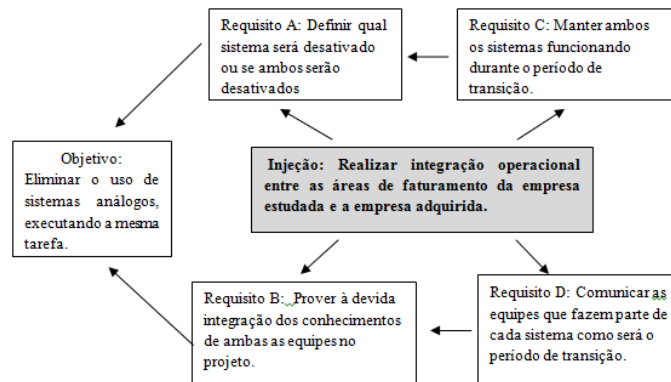 Requisito A: Definir qual
sistema será desativado
ou se ambos serão
desativados
Requisito C: Manter ambos
os sistemas funcionando
durante o período de
transição.
Objetivo:
Eliminar o uso de
sistemas análogos,
executando a mesma
tarefa.
Injeção: Realizar integração operacional
entre as áreas de faturamento da empresa
estudada e a empresa adquirida.
Requisito B: Prover à devida
integração dos conhecimentos
de ambas as equipes no
projeto.
Requisito D: Comunicar as
equipes que fazem parte de
cada sistema como será o
período de transição.